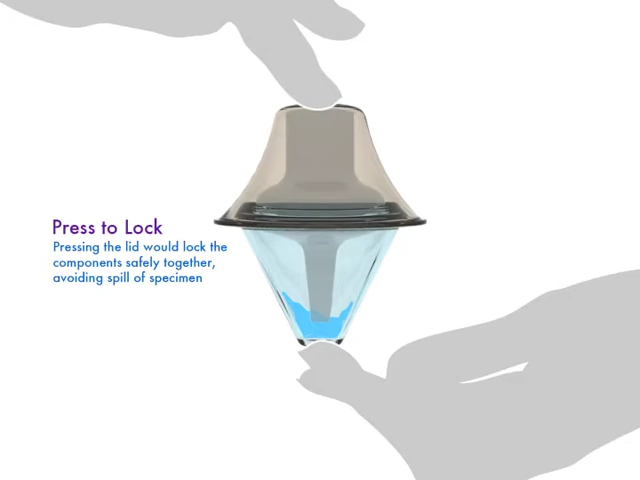 Press to Lock
Pressing the lid would lock the
components safely together,
avoiding spill of specimen